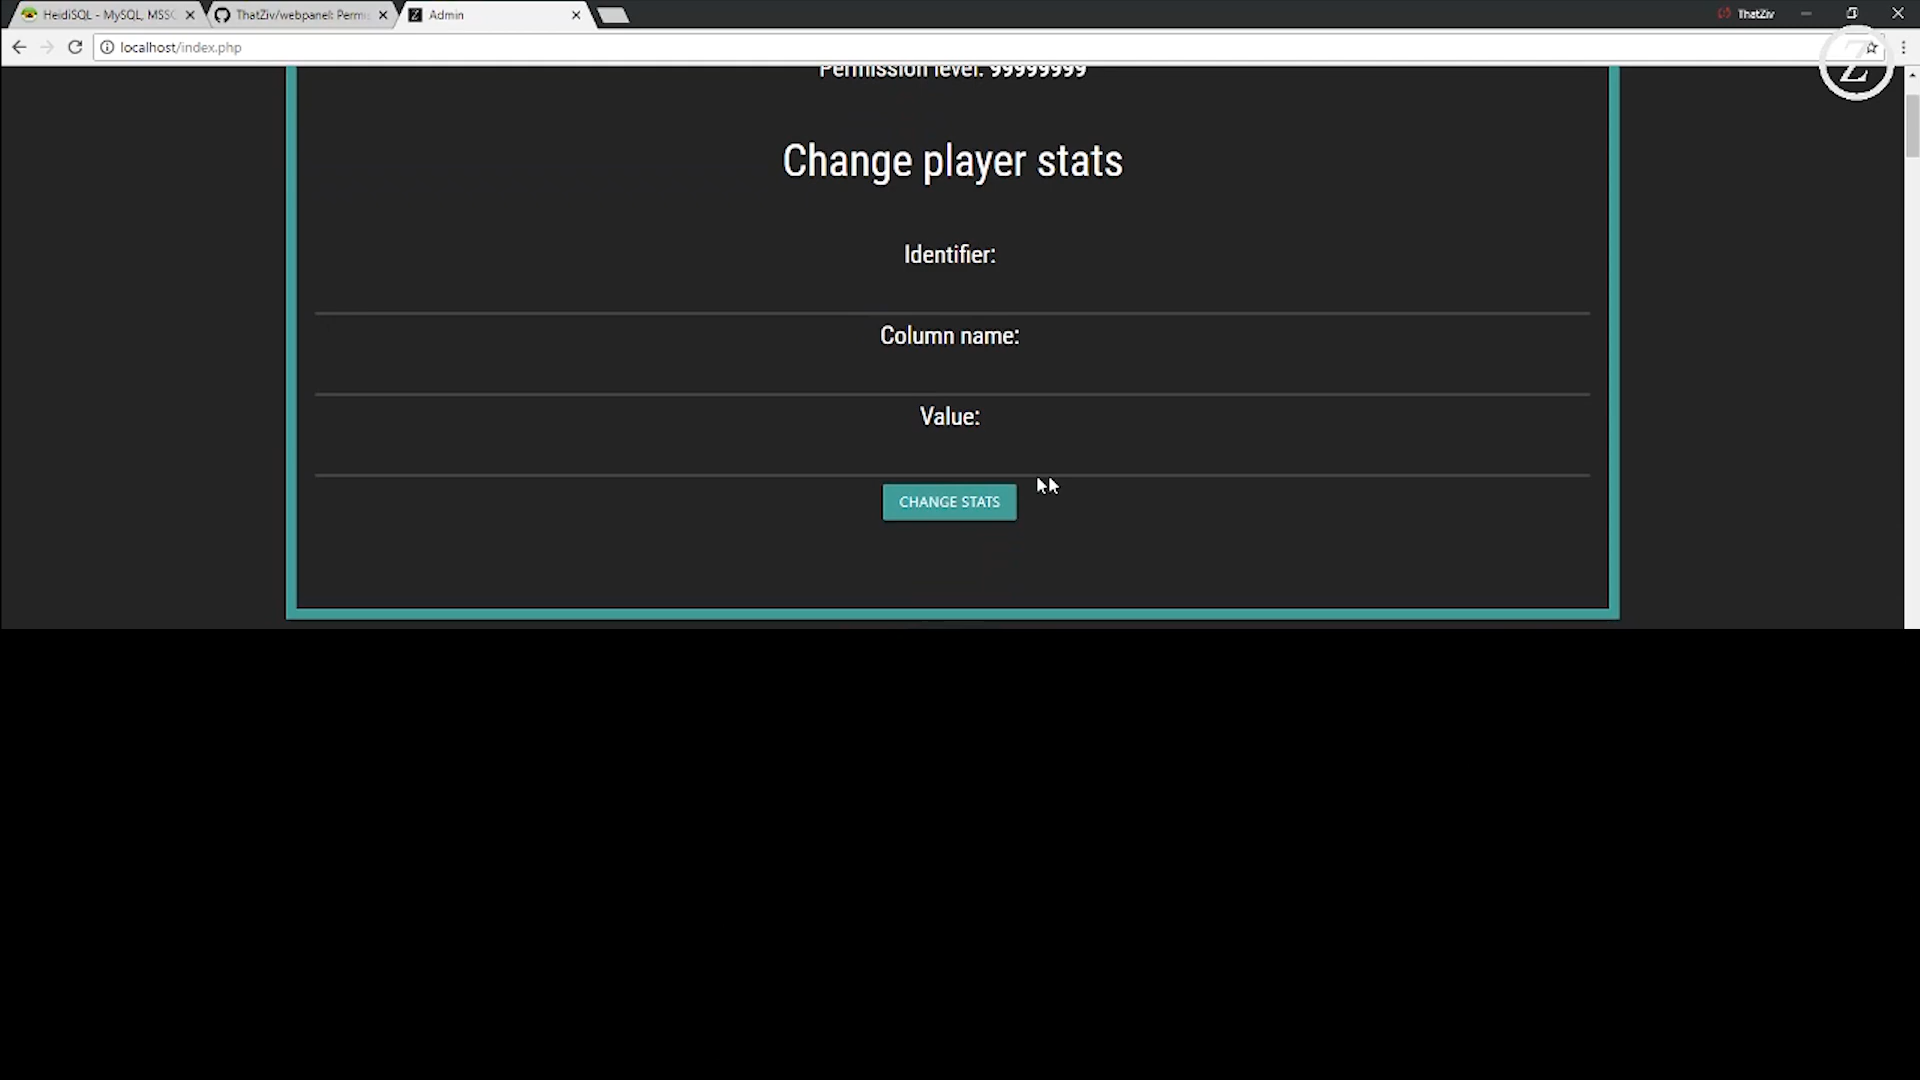 HeidiSQL - MySQL, MSSQ
ThatZiv/webpanel: Permis
Admin
ThatZiv
localhost/index.php
Z
Permission level: 99999999
Change player stats
Identifier:
Column name:
Value:
CHANGE STATS